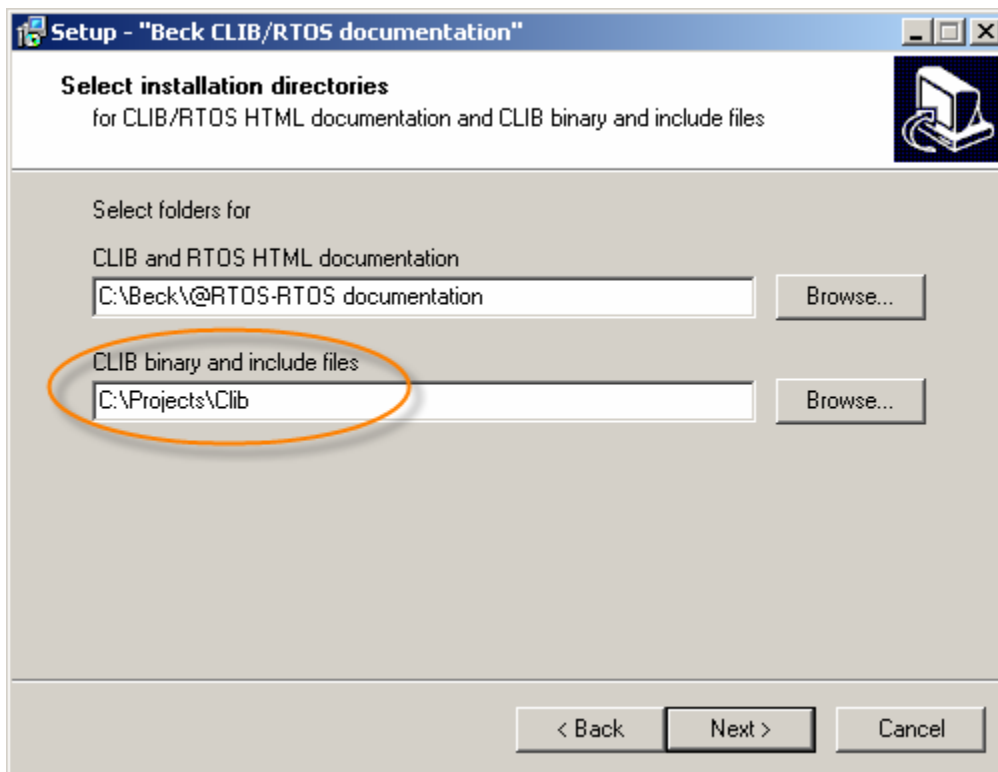 Setup - "Beck CLIB/RTOS documentation"
Select installation directories
for CLIB/RTOS HTML documentation and CLIB binary and include files
Select folders for
CLIB and RTOS HTML documentation
C:\Beck\@RTOS-RTOS documentation
Browse...
CLIB binary and include files
C:\Projects\Clib
Browse...
< Back
Next >
Cancel